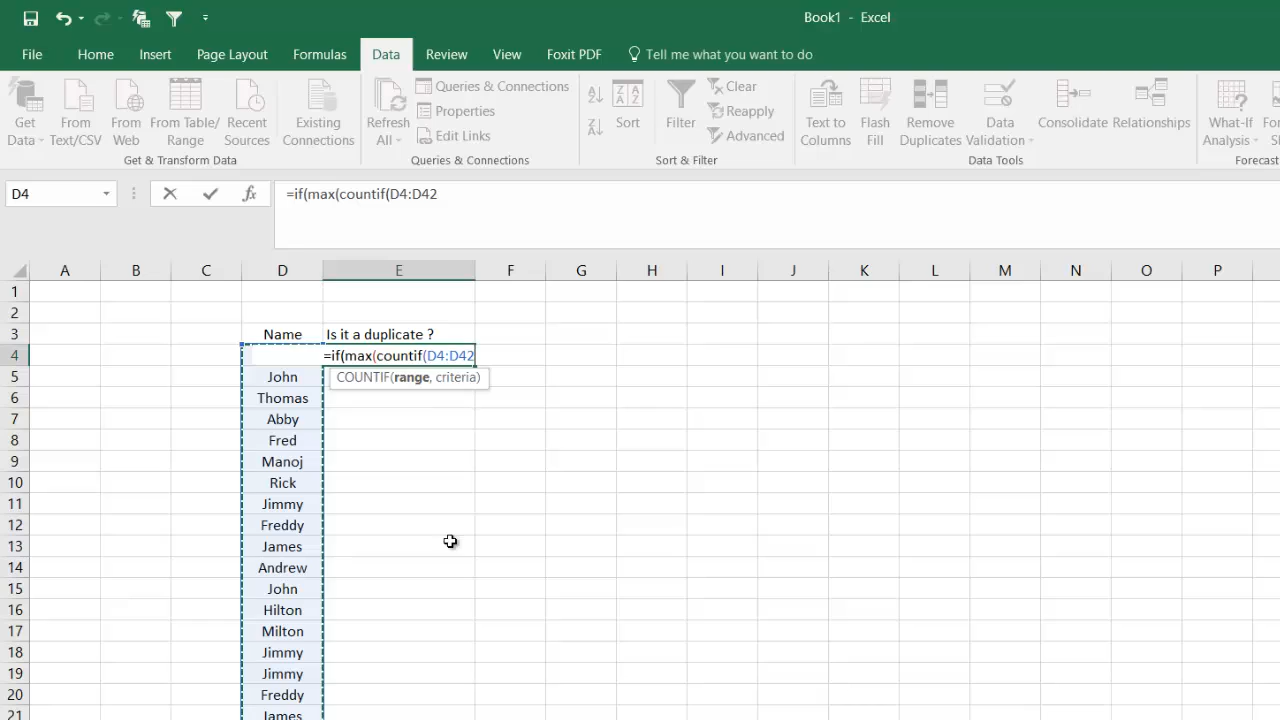 Book1 - Excel
File Home Insert Page Layout Formulas Data Review View Foxit PDF Tell me what you want to do
Get Data From Text/CSV From Web From Table/ Range Recent Sources Existing Connections
Get & Transform Data
Refresh All Queries & Connections
Properties
Edit Links
Queries & Connections
Sort Filter Clear
Reapply
Advanced
Sort & Filter
Text to Columns Flash Fill Remove Duplicates Data Validation Consolidate Relationships
Data Tools
What-If Analysis
Forecast
D4 fx =if(max(countif(D4:D42
A B C D E F G H I J K L M N O P
1
2
3 Name Is it a duplicate ?
4 =if(max(countif(D4:D42
COUNTIF(range, criteria)
5 John
6 Thomas
7 Abby
8 Fred
9 Manoj
10 Rick
11 Jimmy
12 Freddy
13 James
14 Andrew
15 John
16 Hilton
17 Milton
18 Jimmy
19 Jimmy
20 Freddy
21 James